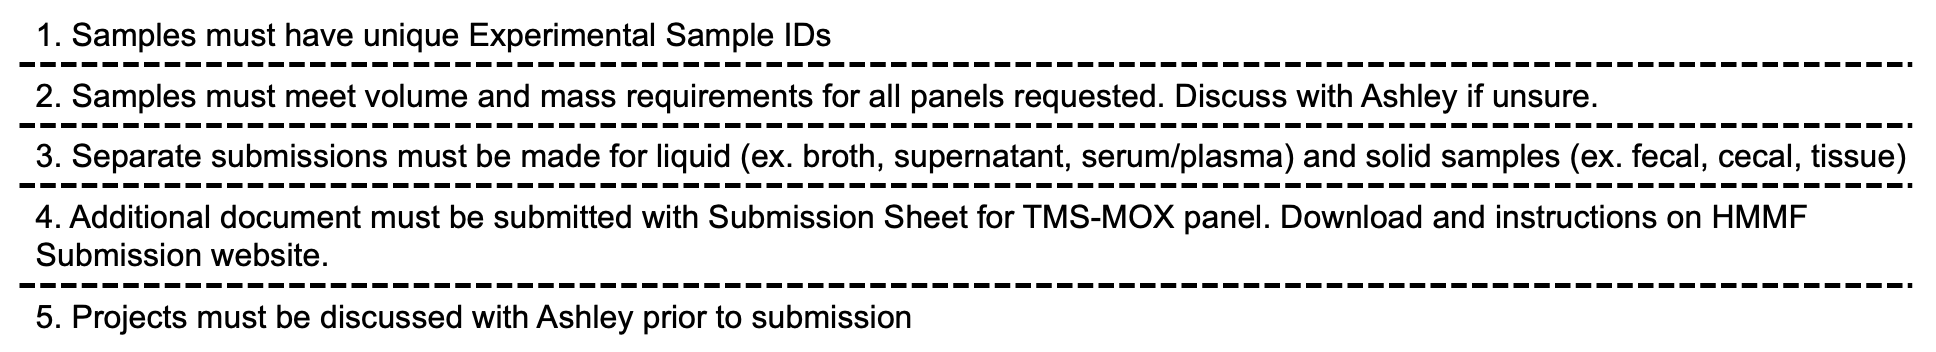 1. Samples must have unique Experimental Sample IDs
2. Samples must meet volume and mass requirements for all panels requested. Discuss with Ashley if unsure.
3. Separate submissions must be made for liquid (ex. broth, supernatant, serum/plasma) and solid samples (ex. fecal, cecal, tissue)
4. Additional document must be submitted with Submission Sheet for TMS-MOX panel. Download and instructions on HMMF
Submission website.
5. Projects must be discussed with Ashley prior to submission